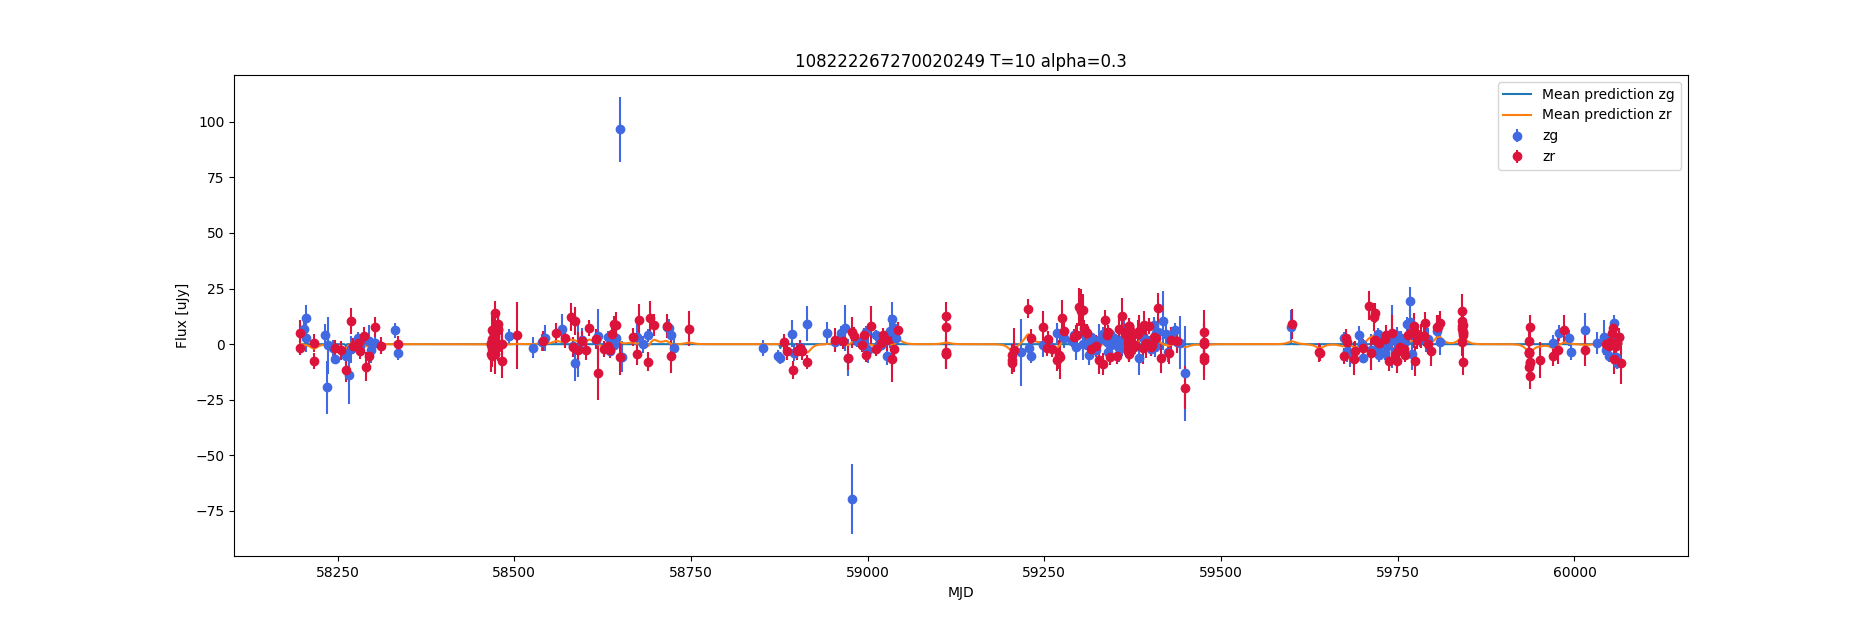 108222267270020249 T=10 alpha=0.3
Mean prediction zg
Mean prediction zr
zg
zr
100
75
50
25
0
−25
−50
−75
Flux [uJy]
58250 58500 58750 59000 59250 59500 59750 60000
MJD